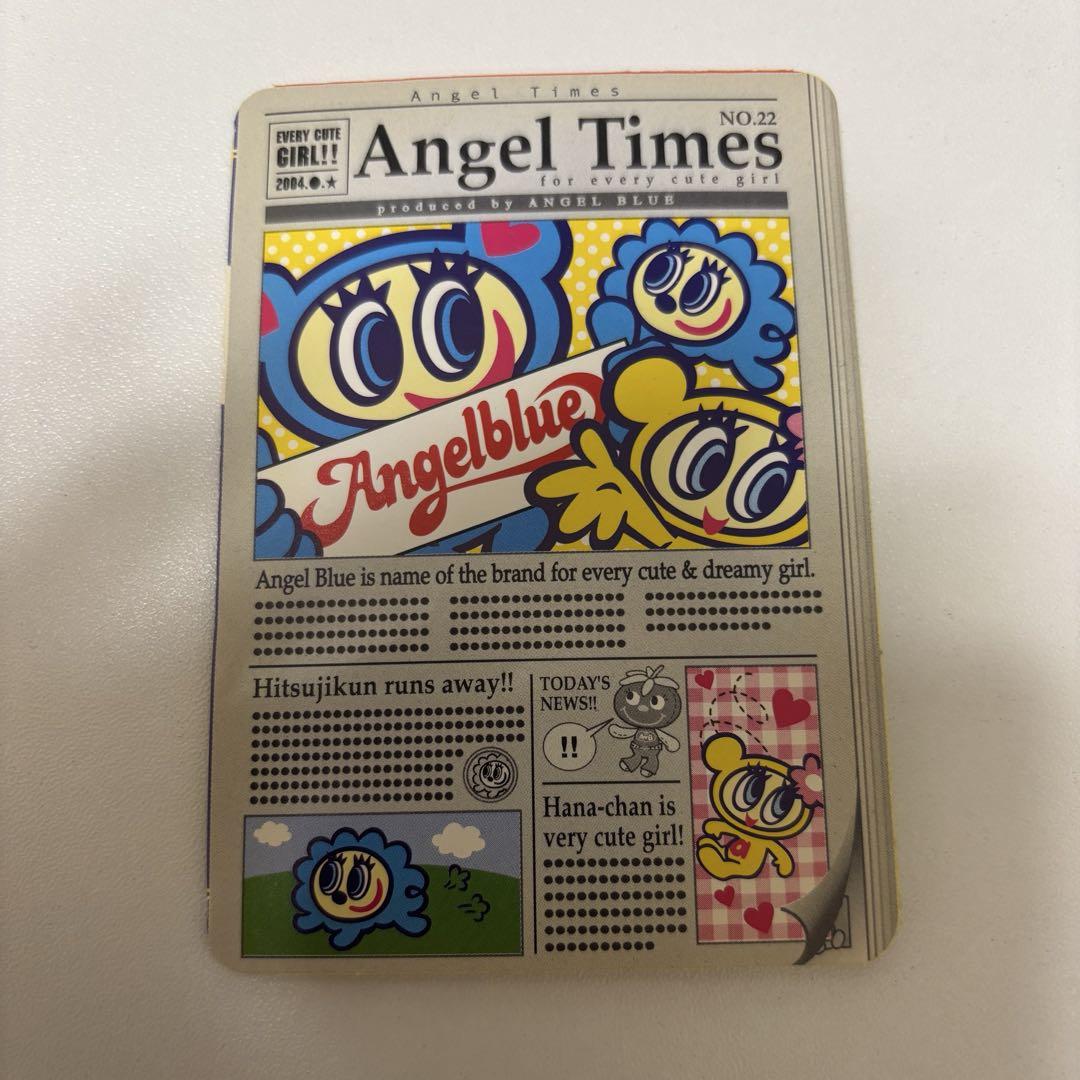 Angel Times
EVERY CUTE
GIRL!!
2004.●.★
NO.22
Angel Times
for every cute girl
produced by ANGEL BLUE
Angelblue
Angel Blue is name of the brand for every cute & dreamy girl.
Hitsujikun runs away!!
TODAY'S
NEWS!!
!!
Hana-chan is
very cute girl!
a